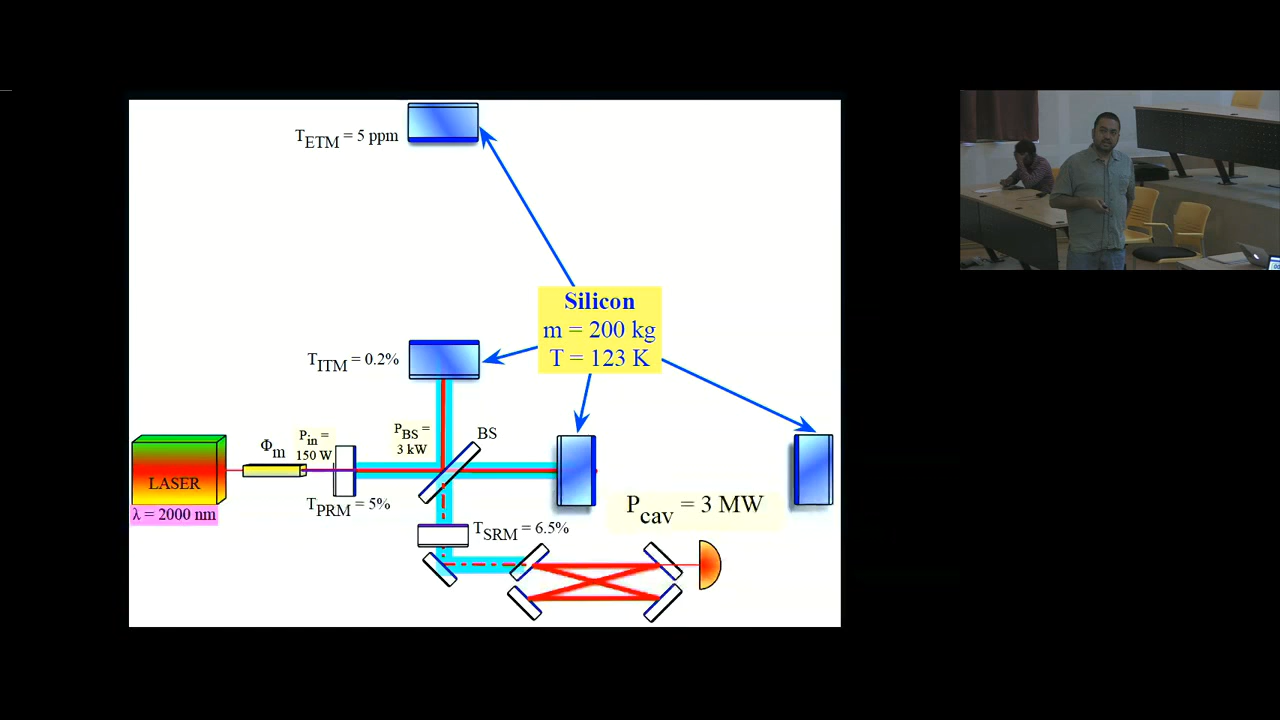 T_ETM = 5 ppm
Silicon
m = 200 kg
T = 123 K
T_ITM = 0.2%
P_BS =
3 kW
BS
Φ_m
P_in =
150 W
LASER
λ = 2000 nm
T_PRM = 5%
P_cav = 3 MW
T_SRM = 6.5%